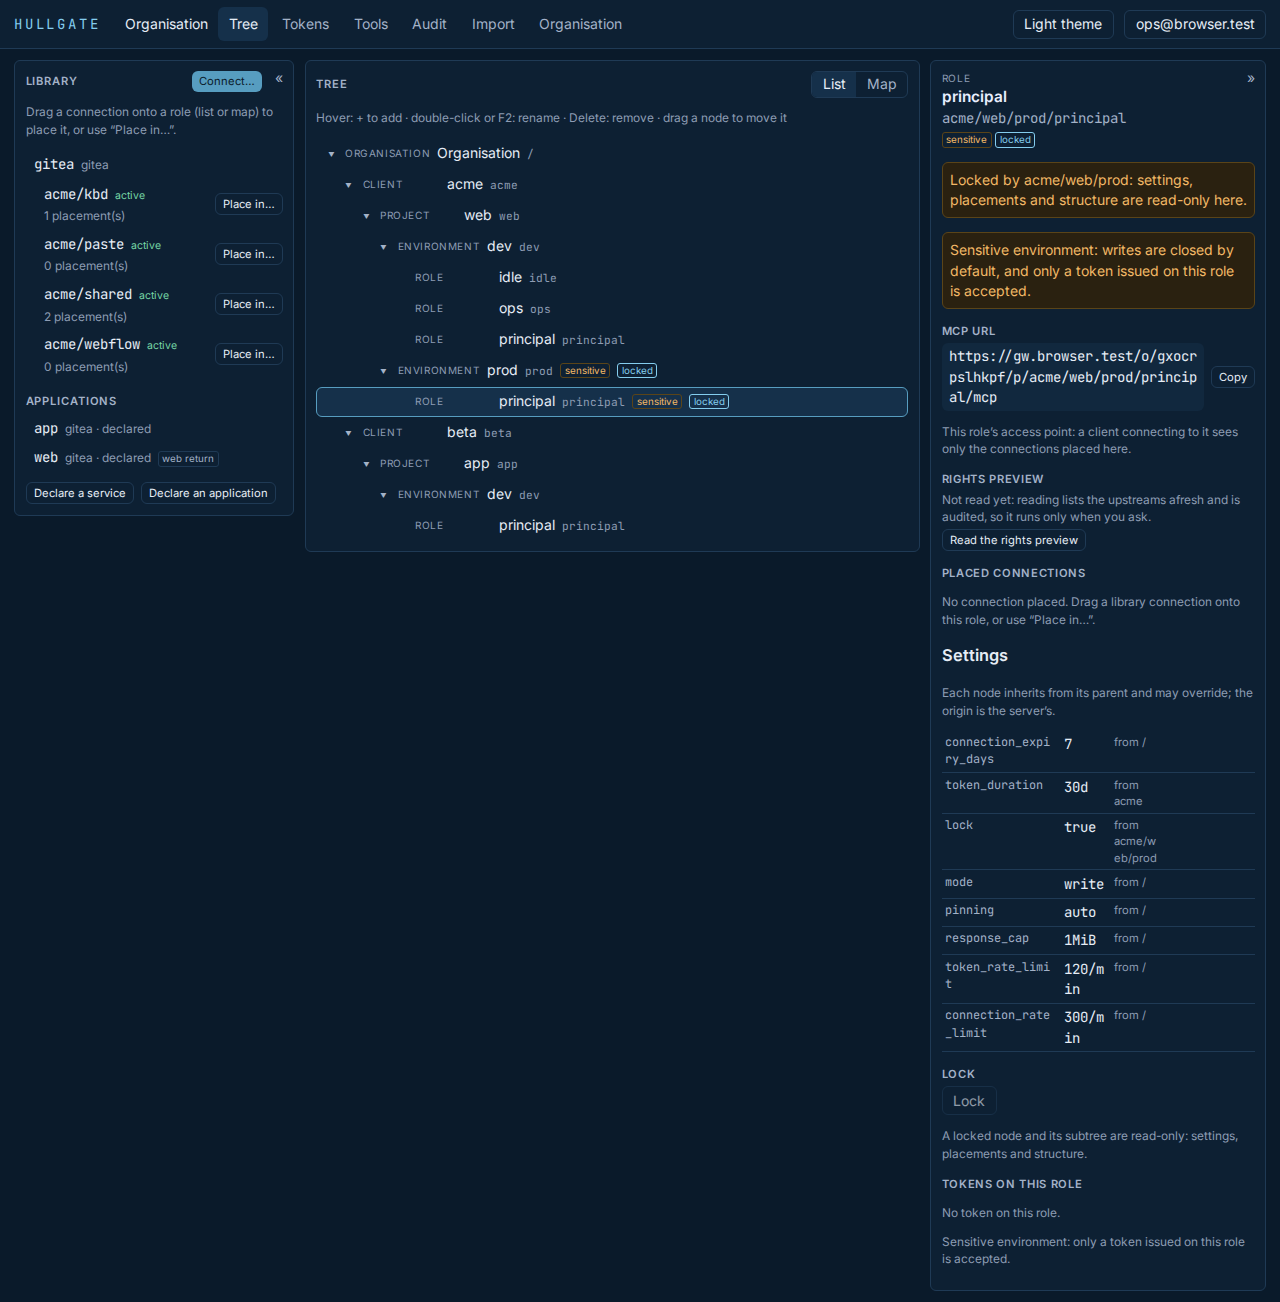 HULLGATE
Organisation
Tree
Tokens
Tools
Audit
Import
Organisation
Light theme
ops@browser.test
LIBRARY
Connect…
«
Drag a connection onto a role (list or map) to
place it, or use “Place in…”.
gitea gitea
acme/kbd active
1 placement(s)
Place in…
acme/paste active
0 placement(s)
Place in…
acme/shared active
2 placement(s)
Place in…
acme/webflow active
0 placement(s)
Place in…
APPLICATIONS
app gitea · declared
web gitea · declared web return
Declare a service
Declare an application
TREE
List
Map
Hover: + to add · double-click or F2: rename · Delete: remove · drag a node to move it
▾ ORGANISATION Organisation /
▾ CLIENT acme acme
▾ PROJECT web web
▾ ENVIRONMENT dev dev
ROLE idle idle
ROLE ops ops
ROLE principal principal
▾ ENVIRONMENT prod prod sensitive locked
ROLE principal principal sensitive locked
▾ CLIENT beta beta
▾ PROJECT app app
▾ ENVIRONMENT dev dev
ROLE principal principal
ROLE
»
principal
acme/web/prod/principal
sensitive locked
Locked by acme/web/prod: settings,
placements and structure are read-only here.
Sensitive environment: writes are closed by
default, and only a token issued on this role
is accepted.
MCP URL
https://gw.browser.test/o/gxocr
pslhkpf/p/acme/web/prod/princip
al/mcp
Copy
This role’s access point: a client connecting to it sees
only the connections placed here.
RIGHTS PREVIEW
Not read yet: reading lists the upstreams afresh and is
audited, so it runs only when you ask.
Read the rights preview
PLACED CONNECTIONS
No connection placed. Drag a library connection onto
this role, or use “Place in…”.
Settings
Each node inherits from its parent and may override; the
origin is the server’s.
connection_expi 7 from /
ry_days
token_duration 30d from
acme
lock true from
acme/w
eb/prod
mode write from /
pinning auto from /
response_cap 1MiB from /
token_rate_limi 120/m from /
t in
connection_rate 300/m from /
_limit in
LOCK
Lock
A locked node and its subtree are read-only: settings,
placements and structure.
TOKENS ON THIS ROLE
No token on this role.
Sensitive environment: only a token issued on this role
is accepted.